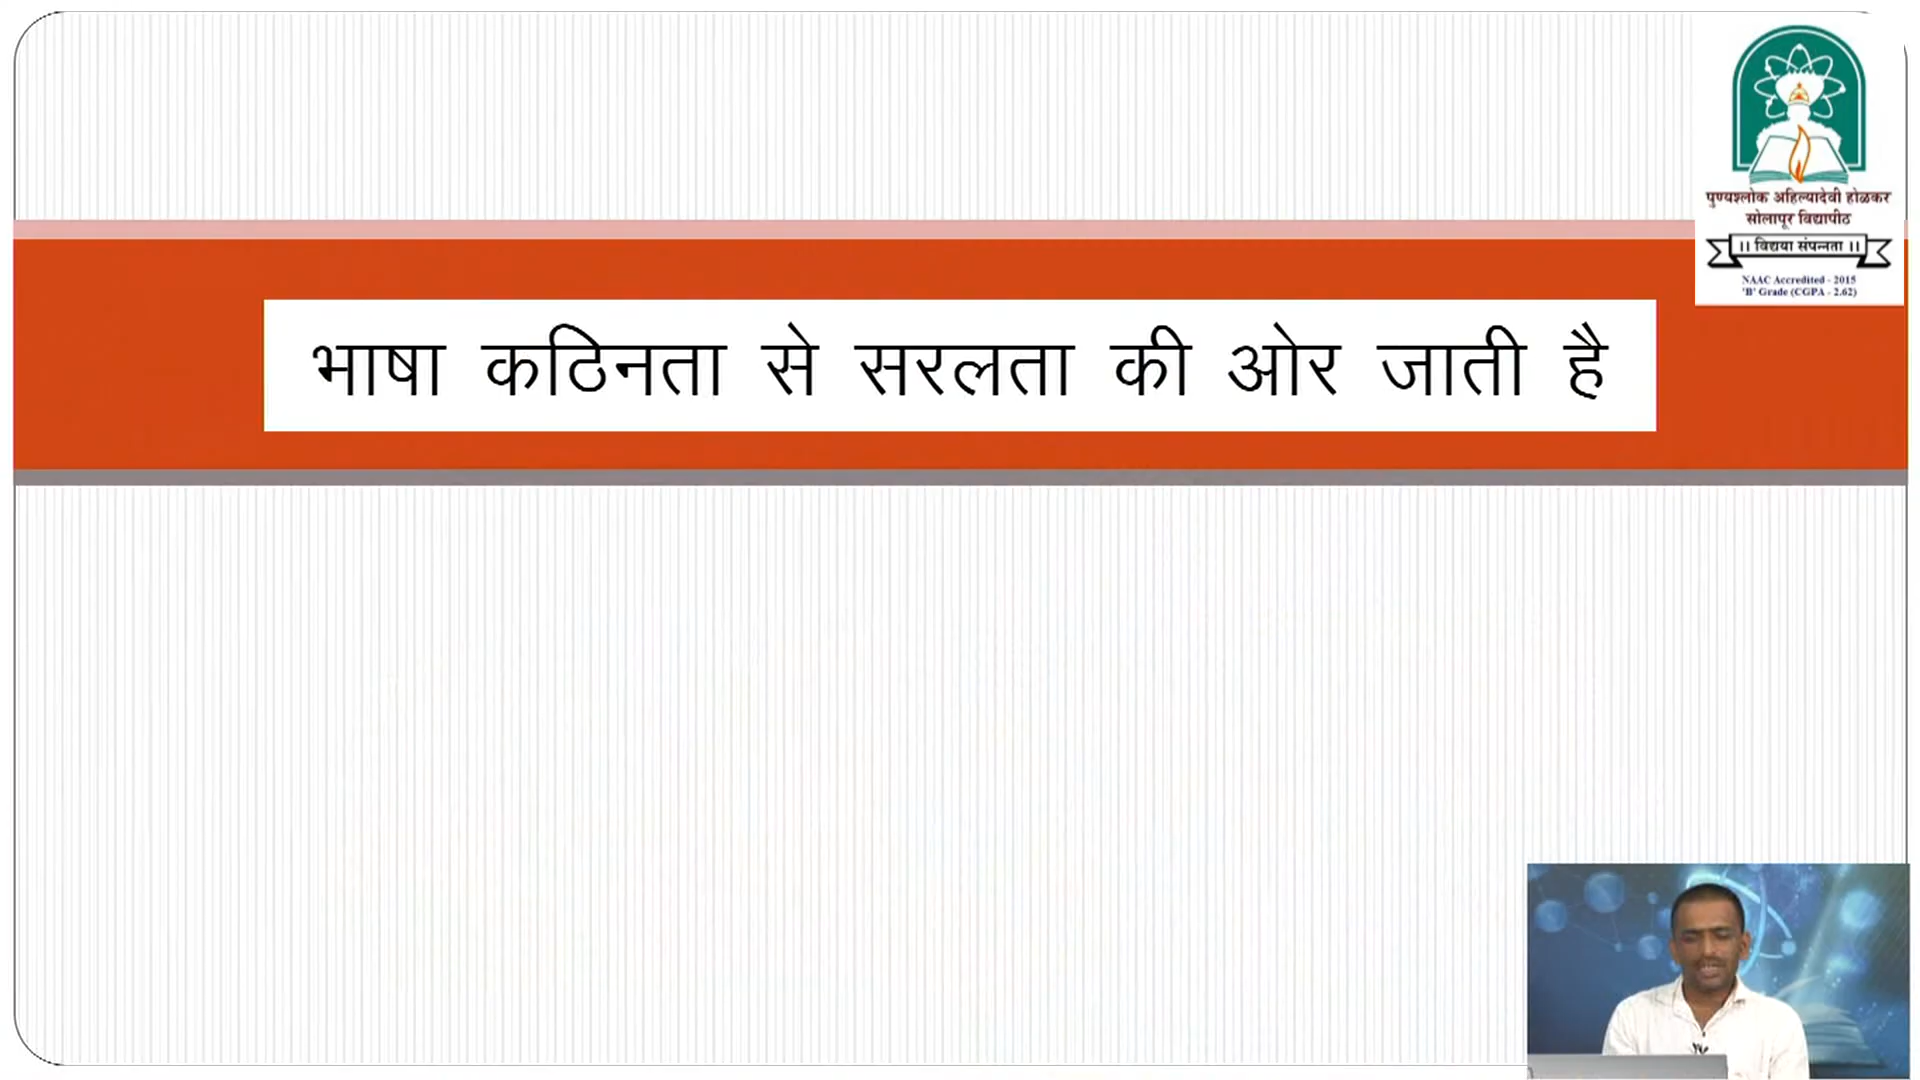 पुण्यश्लोक अहिल्यादेवी होळकर
सोलापूर विद्यापीठ
।। विद्यया संपन्नता ।।
NAAC Accredited - 2015
'B' Grade (CGPA - 2.62)
भाषा कठिनता से सरलता की ओर जाती है